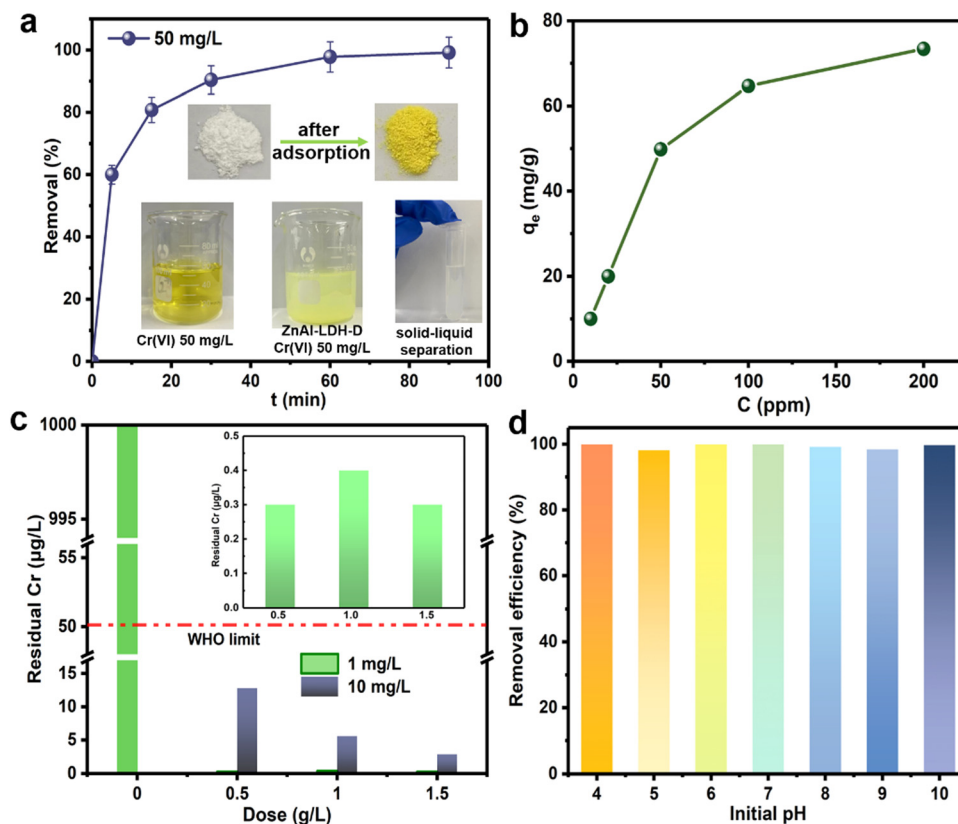 a
50 mg/L
100
80
60
40
20
0
Removal (%)
after
adsorption
Cr(VI) 50 mg/L
ZnAl-LDH-D
Cr(VI) 50 mg/L
solid-liquid
separation
0 20 40 60 80 100
t (min)
b
80
60
40
20
0
qe (mg/g)
0 50 100 150 200
C (ppm)
c
1000
995
55
50
15
10
5
0
Residual Cr (µg/L)
0.5
0.4
0.3
0.2
0.1
0.0
Residual Cr (µg/L)
0.5 1.0 1.5
WHO limit
1 mg/L
10 mg/L
0 0.5 1 1.5
Dose (g/L)
d
100
80
60
40
20
0
Removal efficiency (%)
4 5 6 7 8 9 10
Initial pH